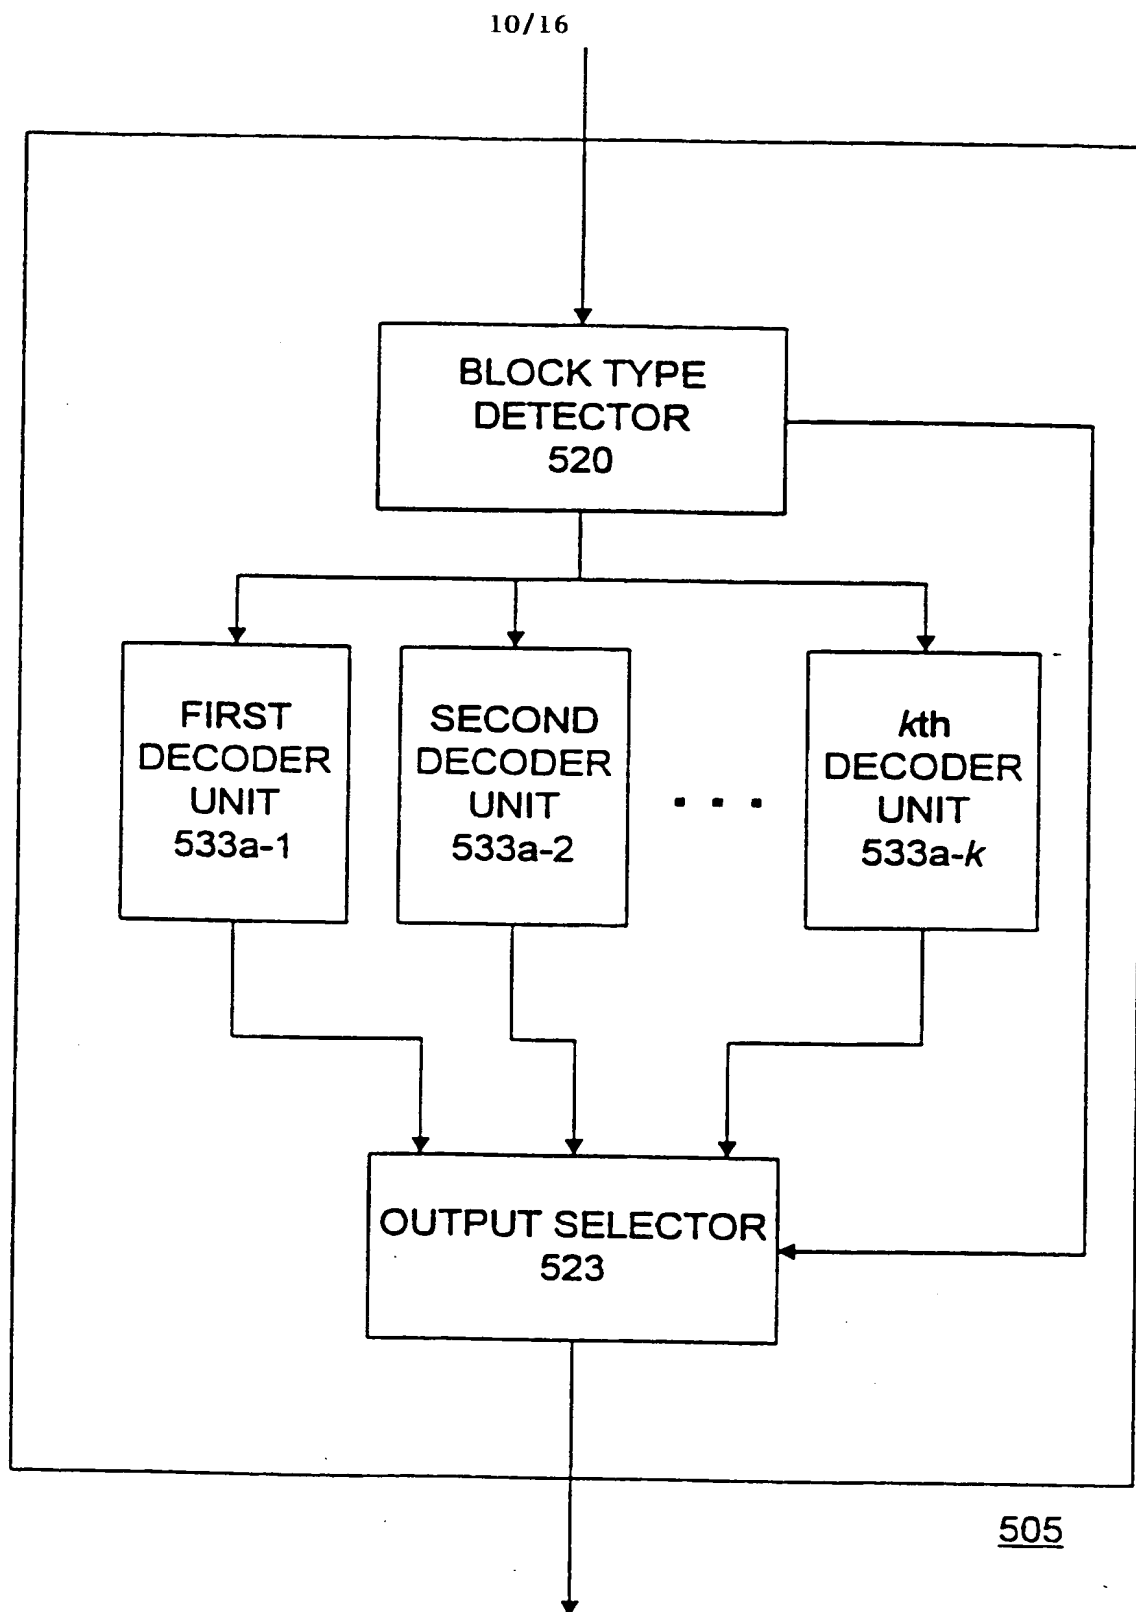 10/16
BLOCK TYPE
DETECTOR
520
FIRST
DECODER
UNIT
533a-1
SECOND
DECODER
UNIT
533a-2
. . .
kth
DECODER
UNIT
533a-k
OUTPUT SELECTOR
523
505